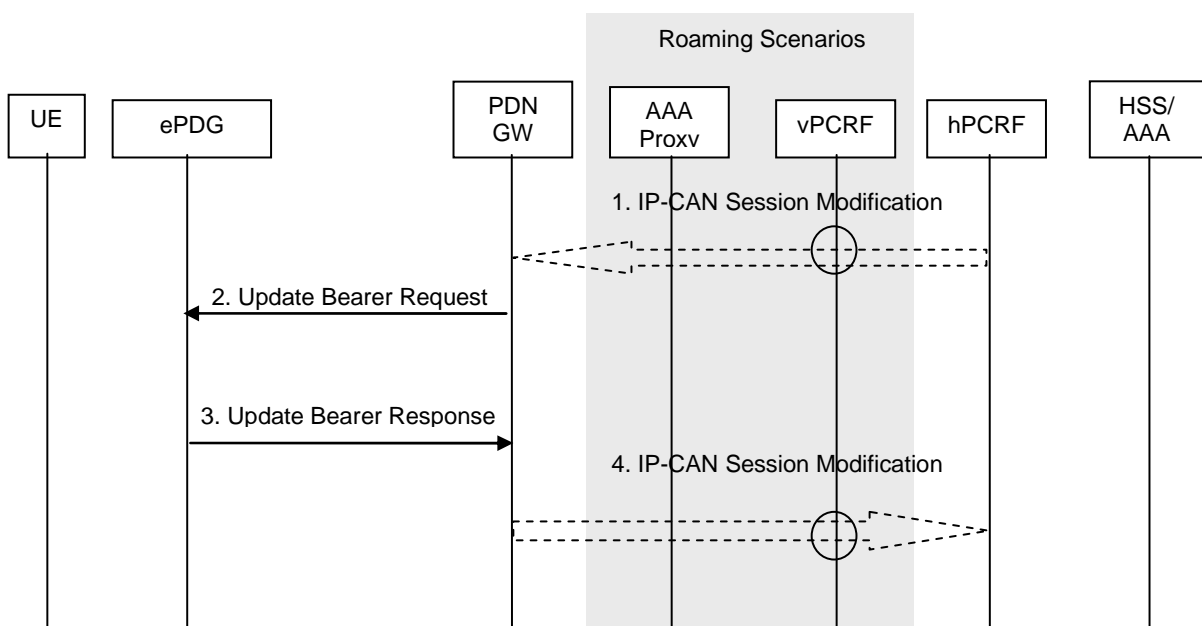 Roaming Scenarios
UE
ePDG
PDN
GW
AAA
Proxv
vPCRF
hPCRF
HSS/
AAA
1. IP-CAN Session Modification
2. Update Bearer Request
3. Update Bearer Response
4. IP-CAN Session Modification